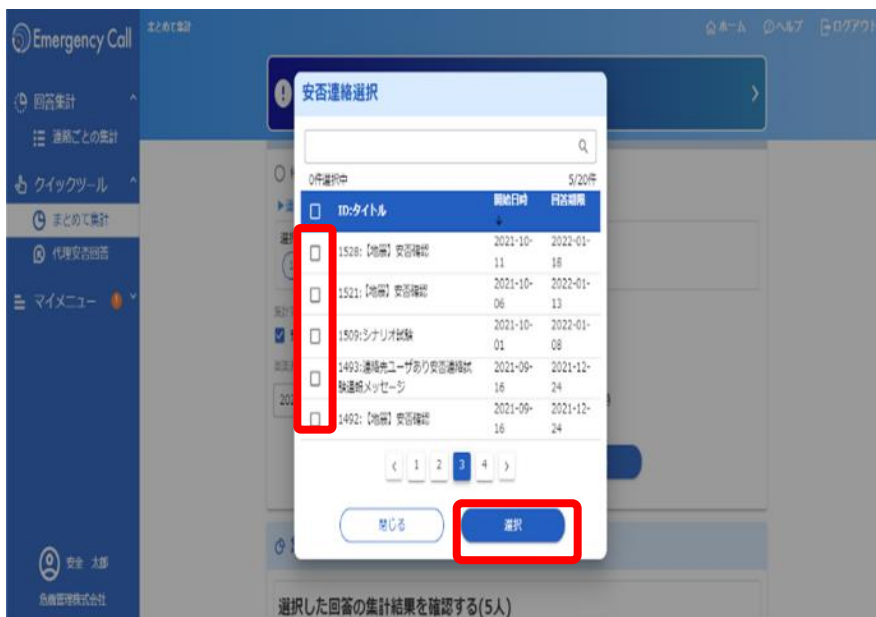 Emergency Call
まとめて集計
ホーム ヘルプ ログアウト
回答集計
連絡ごとの集計
クイックツール
まとめて集計
代理安否回答
マイメニュー
安否連絡選択
0件選択中
5/20件
ID:タイトル 開始日時 回答期限
1528:【地震】安否確認 2021-10-11 2022-01-18
1521:【地震】安否確認 2021-10-06 2022-01-13
1509:シナリオ試験 2021-10-01 2022-01-08
1493:連絡先ユーザあり安否連絡試験通報メッセージ 2021-09-16 2021-12-24
1492:【地震】安否確認 2021-09-16 2021-12-24
1 2 3 4
閉じる 選択
選択した回答の集計結果を確認する(5人)
安全 太郎
危機管理株式会社